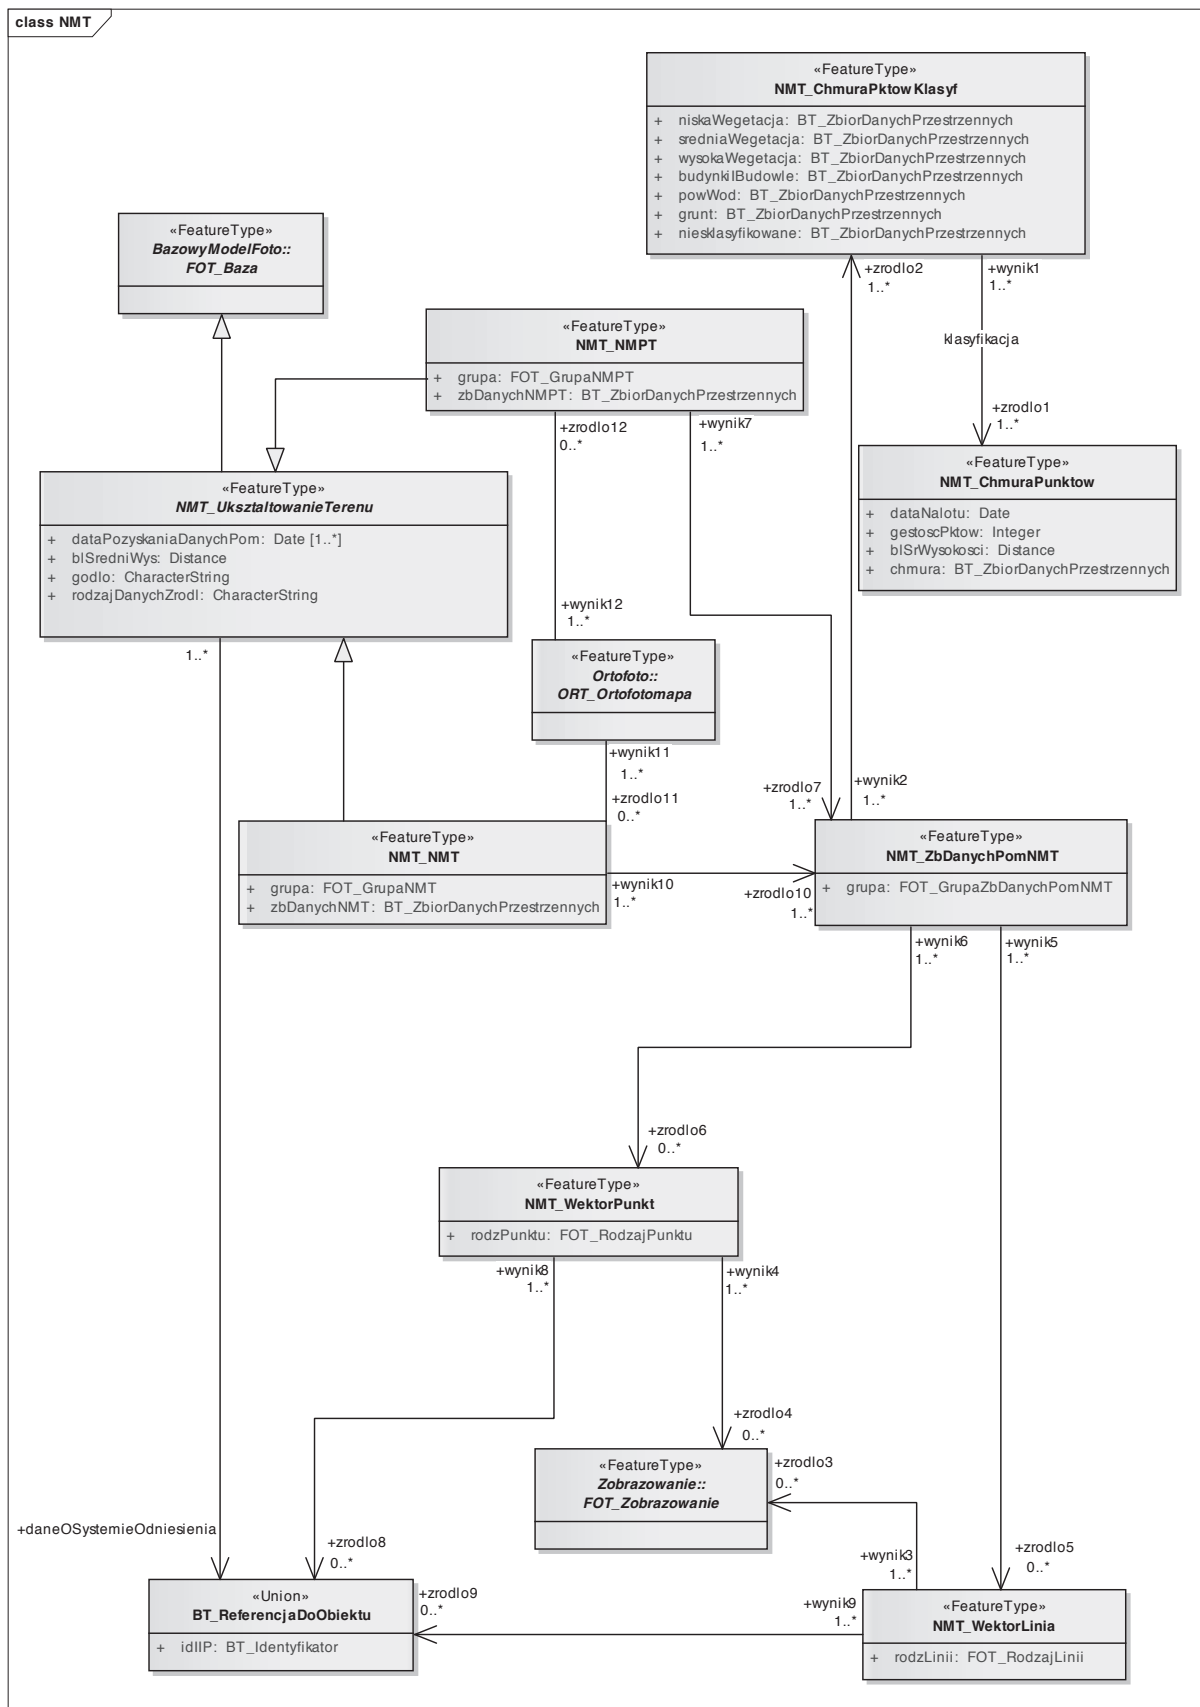 class NMT
«FeatureType»
NMT_ChmuraPktowKlasyf
+ niskaWegetacja: BT_ZbiorDanychPrzestrzennych
+ sredniaWegetacja: BT_ZbiorDanychPrzestrzennych
+ wysokaWegetacja: BT_ZbiorDanychPrzestrzennych
+ budynkiIBudowle: BT_ZbiorDanychPrzestrzennych
+ powWod: BT_ZbiorDanychPrzestrzennych
+ grunt: BT_ZbiorDanychPrzestrzennych
+ niesklasyfikowane: BT_ZbiorDanychPrzestrzennych
«FeatureType»
BazowyModelFoto::
FOT_Baza
+zrodlo2
1..*
+wynik1
1..*
klasyfikacja
«FeatureType»
NMT_NMPT
+ grupa: FOT_GrupaNMPT
+ zbDanychNMPT: BT_ZbiorDanychPrzestrzennych
+zrodlo12
0..*
+wynik7
1..*
+zrodlo1
1..*
«FeatureType»
NMT_ChmuraPunktow
+ dataNalotu: Date
+ gestoscPktow: Integer
+ blSrWysokosci: Distance
+ chmura: BT_ZbiorDanychPrzestrzennych
«FeatureType»
NMT_UksztaltowanieTerenu
+ dataPozyskaniaDanychPom: Date [1..*]
+ blSredniWys: Distance
+ godlo: CharacterString
+ rodzajDanychZrodl: CharacterString
1..*
+wynik12
1..*
«FeatureType»
Ortofoto::
ORT_Ortofotomapa
+wynik11
1..*
+zrodlo11
0..*
+zrodlo7
1..*
+wynik2
1..*
«FeatureType»
NMT_NMT
+ grupa: FOT_GrupaNMT
+ zbDanychNMT: BT_ZbiorDanychPrzestrzennych
+wynik10
1..*
+zrodlo10
1..*
«FeatureType»
NMT_ZbDanychPomNMT
+ grupa: FOT_GrupaZbDanychPomNMT
+wynik6
1..*
+wynik5
1..*
+zrodlo6
0..*
«FeatureType»
NMT_WektorPunkt
+ rodzPunktu: FOT_RodzajPunktu
+wynik8
1..*
+wynik4
1..*
+zrodlo4
0..*
«FeatureType»
Zobrazowanie::
FOT_Zobrazowanie
+zrodlo3
0..*
+daneOSystemieOdniesienia
+zrodlo8
0..*
+wynik3
1..*
+zrodlo5
0..*
«Union»
BT_ReferencjaDoObiektu
+ idIIP: BT_Identyfikator
+zrodlo9
0..*
+wynik9
1..*
«FeatureType»
NMT_WektorLinia
+ rodzLinii: FOT_RodzajLinii